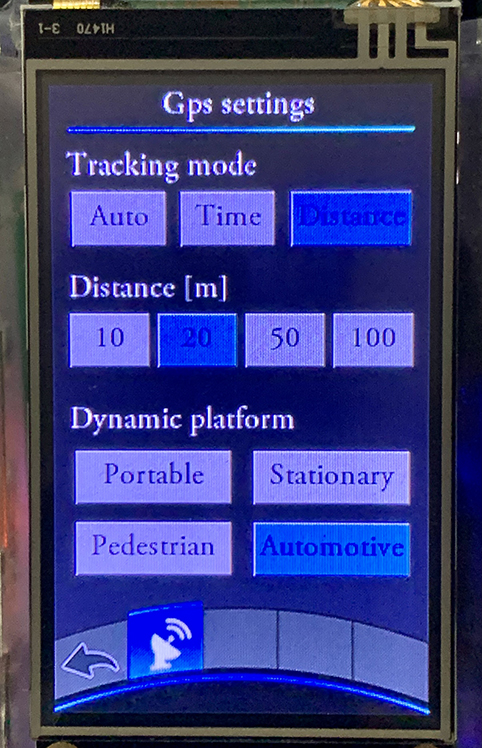 H1470 3-1
Gps settings
Tracking mode
Auto Time Distance
Distance [m]
10 20 50 100
Dynamic platform
Portable Stationary
Pedestrian Automotive